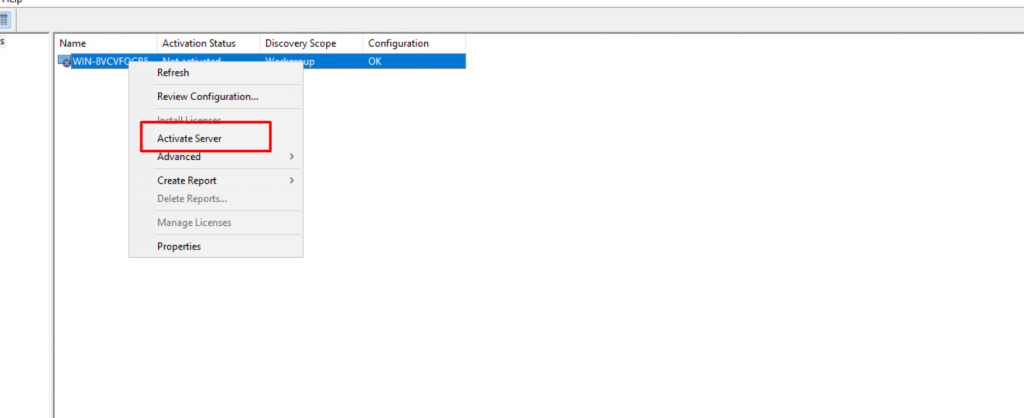 Help
s
Name Activation Status Discovery Scope Configuration
WIN-8VCVFOGR5 Not activated Workgroup OK
Refresh
Review Configuration...
Install Licenses
Activate Server
Advanced
Create Report
Delete Reports...
Manage Licenses
Properties